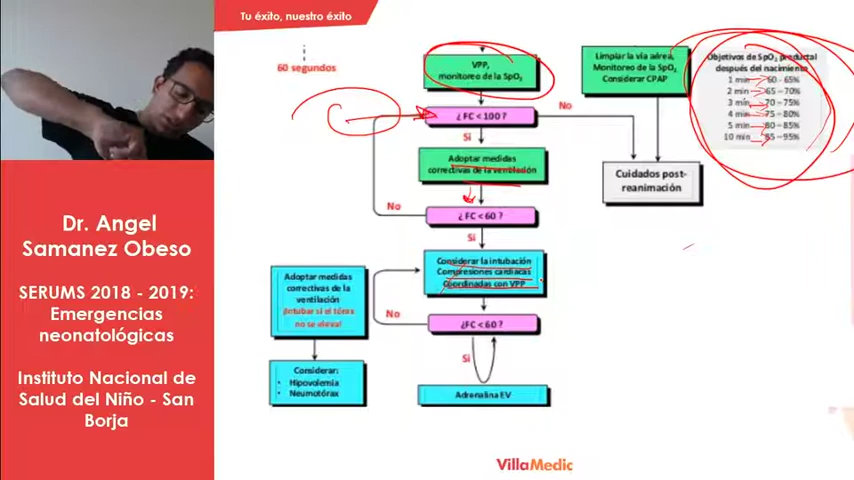 Tu éxito, nuestro éxito
60 segundos
VPP,
monitoreo de la SpO₂
Limpiar la vía aérea,
Monitoreo de la SpO₂
Considerar CPAP
Objetivos de SpO₂ preductal
después del nacimiento
1 min 60 - 65%
2 min 65 - 70%
3 min 70 - 75%
4 min 75 - 80%
5 min 80 - 85%
10 min 85 - 95%
¿ FC < 100 ?
No
Si
Adoptar medidas
correctivas de la ventilación
Cuidados post-
reanimación
No
¿ FC < 60 ?
Si
Considerar la intubación
Compresiones cardiacas
Coordinadas con VPP
Adoptar medidas
correctivas de la
ventilación
¡Intubar si el tórax
no se eleva!
No
¿FC < 60 ?
Si
Considerar:
• Hipovolemia
• Neumotórax
Adrenalina EV
Dr. Angel
Samanez Obeso
SERUMS 2018 - 2019:
Emergencias
neonatológicas
Instituto Nacional de
Salud del Niño - San
Borja
VillaMedic